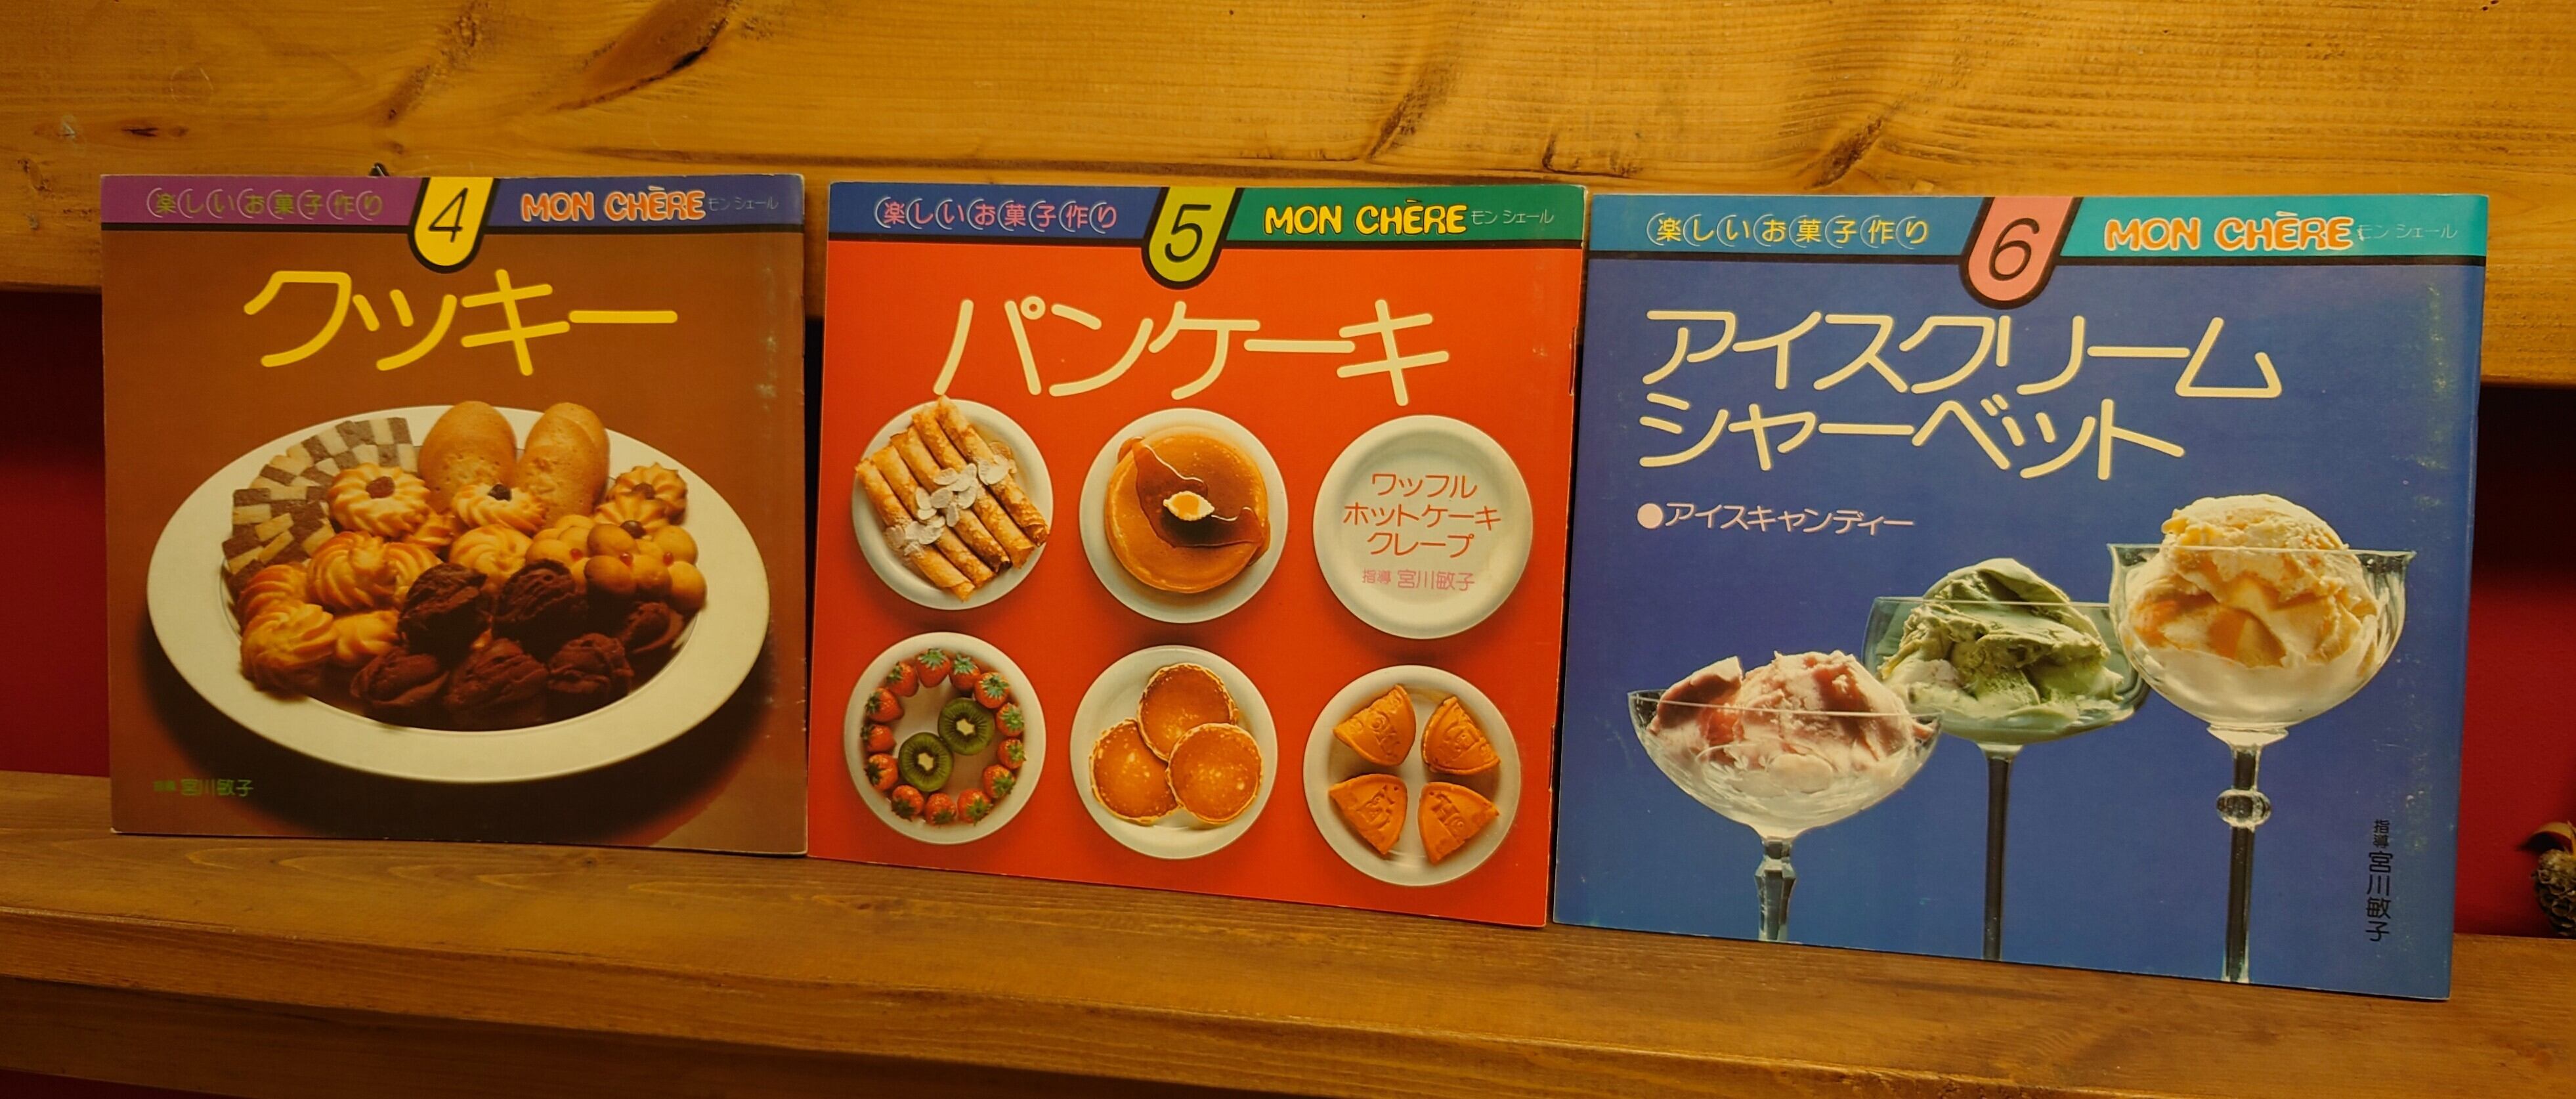 楽しいお菓子作り
4
MON CHÈRE モンシェール
クッキー
指導 宮川敏子
楽しいお菓子作り
5
MON CHÈRE モンシェール
パンケーキ
ワッフル
ホットケーキ
クレープ
指導 宮川敏子
楽しいお菓子作り
6
MON CHÈRE モンシェール
アイスクリーム
シャーベット
●アイスキャンディー
指導 宮川敏子